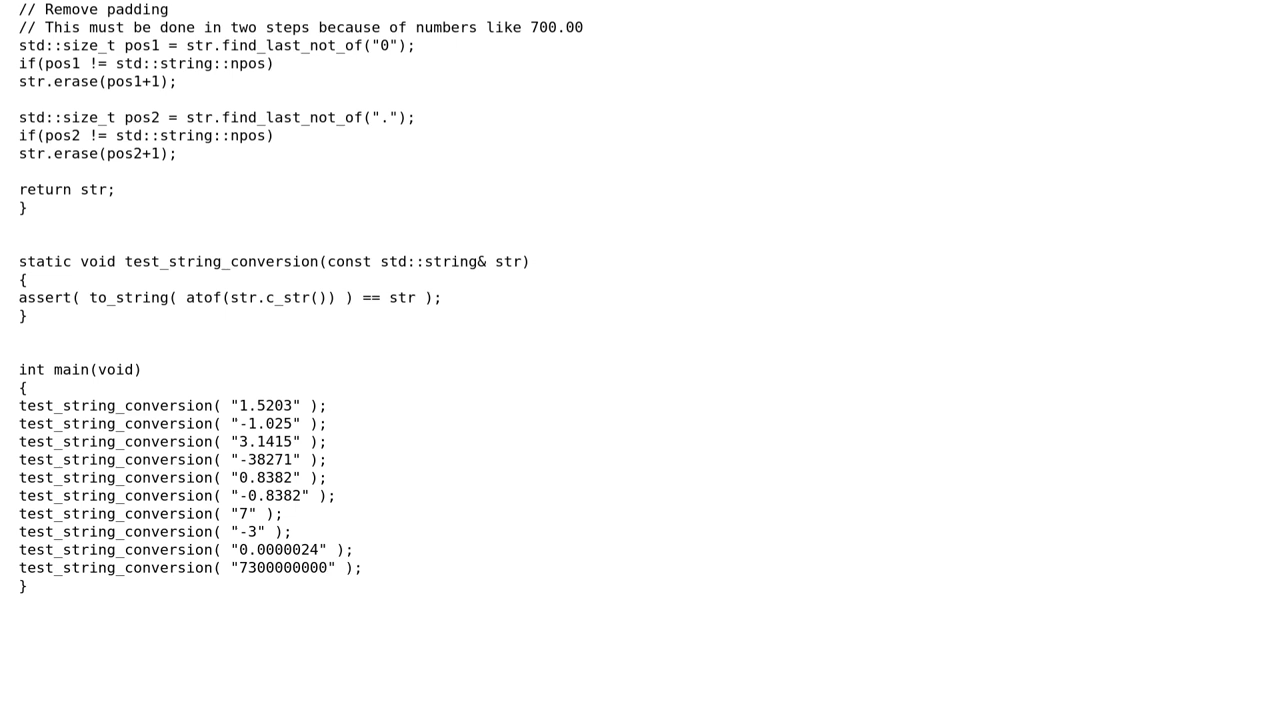 // Remove padding
// This must be done in two steps because of numbers like 700.00
std::size_t pos1 = str.find_last_not_of("0");
if(pos1 != std::string::npos)
str.erase(pos1+1);

std::size_t pos2 = str.find_last_not_of(".");
if(pos2 != std::string::npos)
str.erase(pos2+1);

return str;
}

static void test_string_conversion(const std::string& str)
{
assert( to_string( atof(str.c_str()) ) == str );
}

int main(void)
{
test_string_conversion( "1.5203" );
test_string_conversion( "-1.025" );
test_string_conversion( "3.1415" );
test_string_conversion( "-38271" );
test_string_conversion( "0.8382" );
test_string_conversion( "-0.8382" );
test_string_conversion( "7" );
test_string_conversion( "-3" );
test_string_conversion( "0.0000024" );
test_string_conversion( "7300000000" );
}